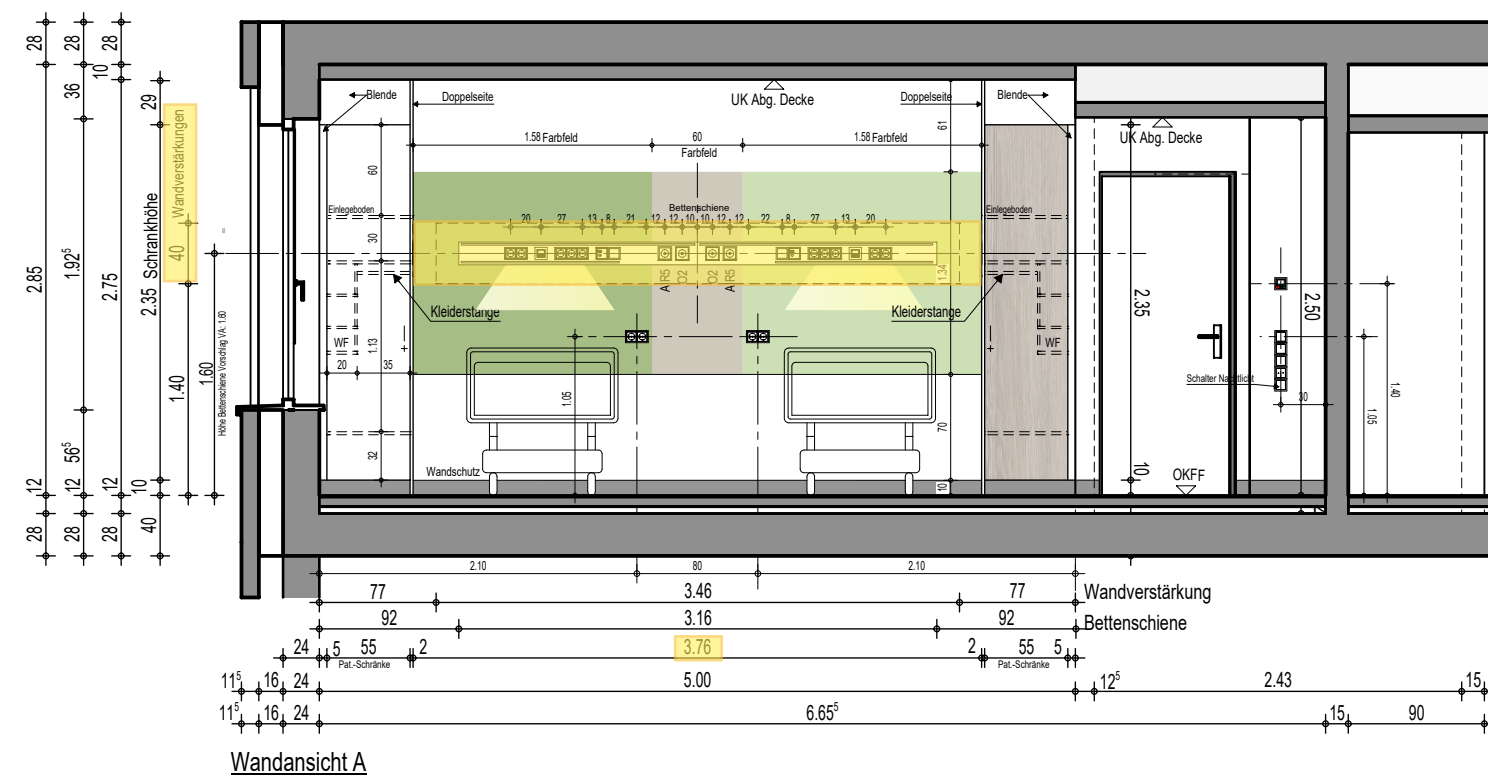 28
28
28
10
36
29
40 Wandverstärkungen
2.85
1.92⁵
2.75
2.35 Schrankhöhe
1.40
1.60
Höhe Bettenschiene Vorschlag VA: 1.60
56⁵
12
12
12
10
28
28
28
40
Blende
Doppelseite
UK Abg. Decke
Doppelseite
Blende
UK Abg. Decke
1.58 Farbfeld
60
Farbfeld
1.58 Farbfeld
61
60
Einlegeboden
Bettenschiene
Einlegeboden
20 27 13 8 21 12 12 10 10 12 12 22 8 27 13 20
30
A R5
O2
O2
A R5
1.34
Kleiderstange
Kleiderstange
WF
1.13
WF
20
35
1.05
70
32
Wandschutz
10
2.35
2.50
10
OKFF
Schalter Nachtlicht
30
1.05
1.40
2.10 80 2.10
77 3.46 77 Wandverstärkung
92 3.16 92 Bettenschiene
24 5 55 2 3.76 2 55 5
Pat.-Schränke
Pat.-Schränke
11⁵ 16 24 5.00 12⁵ 2.43 15
11⁵ 16 24 6.65⁵ 15 90
Wandansicht A